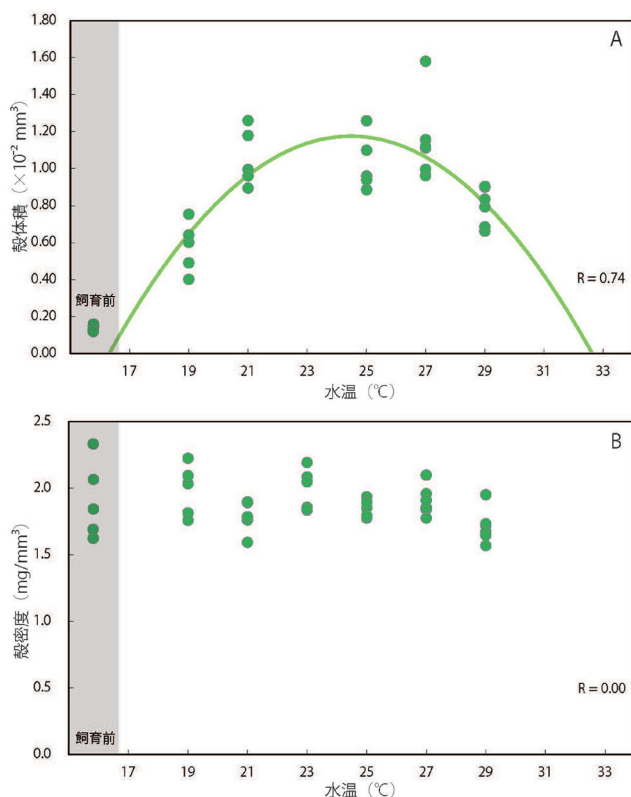 A
1.80
1.60
1.40
1.20
1.00
0.80
0.60
0.40
0.20
0.00
殻体積（×10⁻² mm³）
飼育前
R = 0.74
17 19 21 23 25 27 29 31 33
水温（℃）
B
2.5
2.0
1.5
1.0
0.5
0.0
殻密度（mg/mm³）
R = 0.00
飼育前
17 19 21 23 25 27 29 31 33
水温（℃）